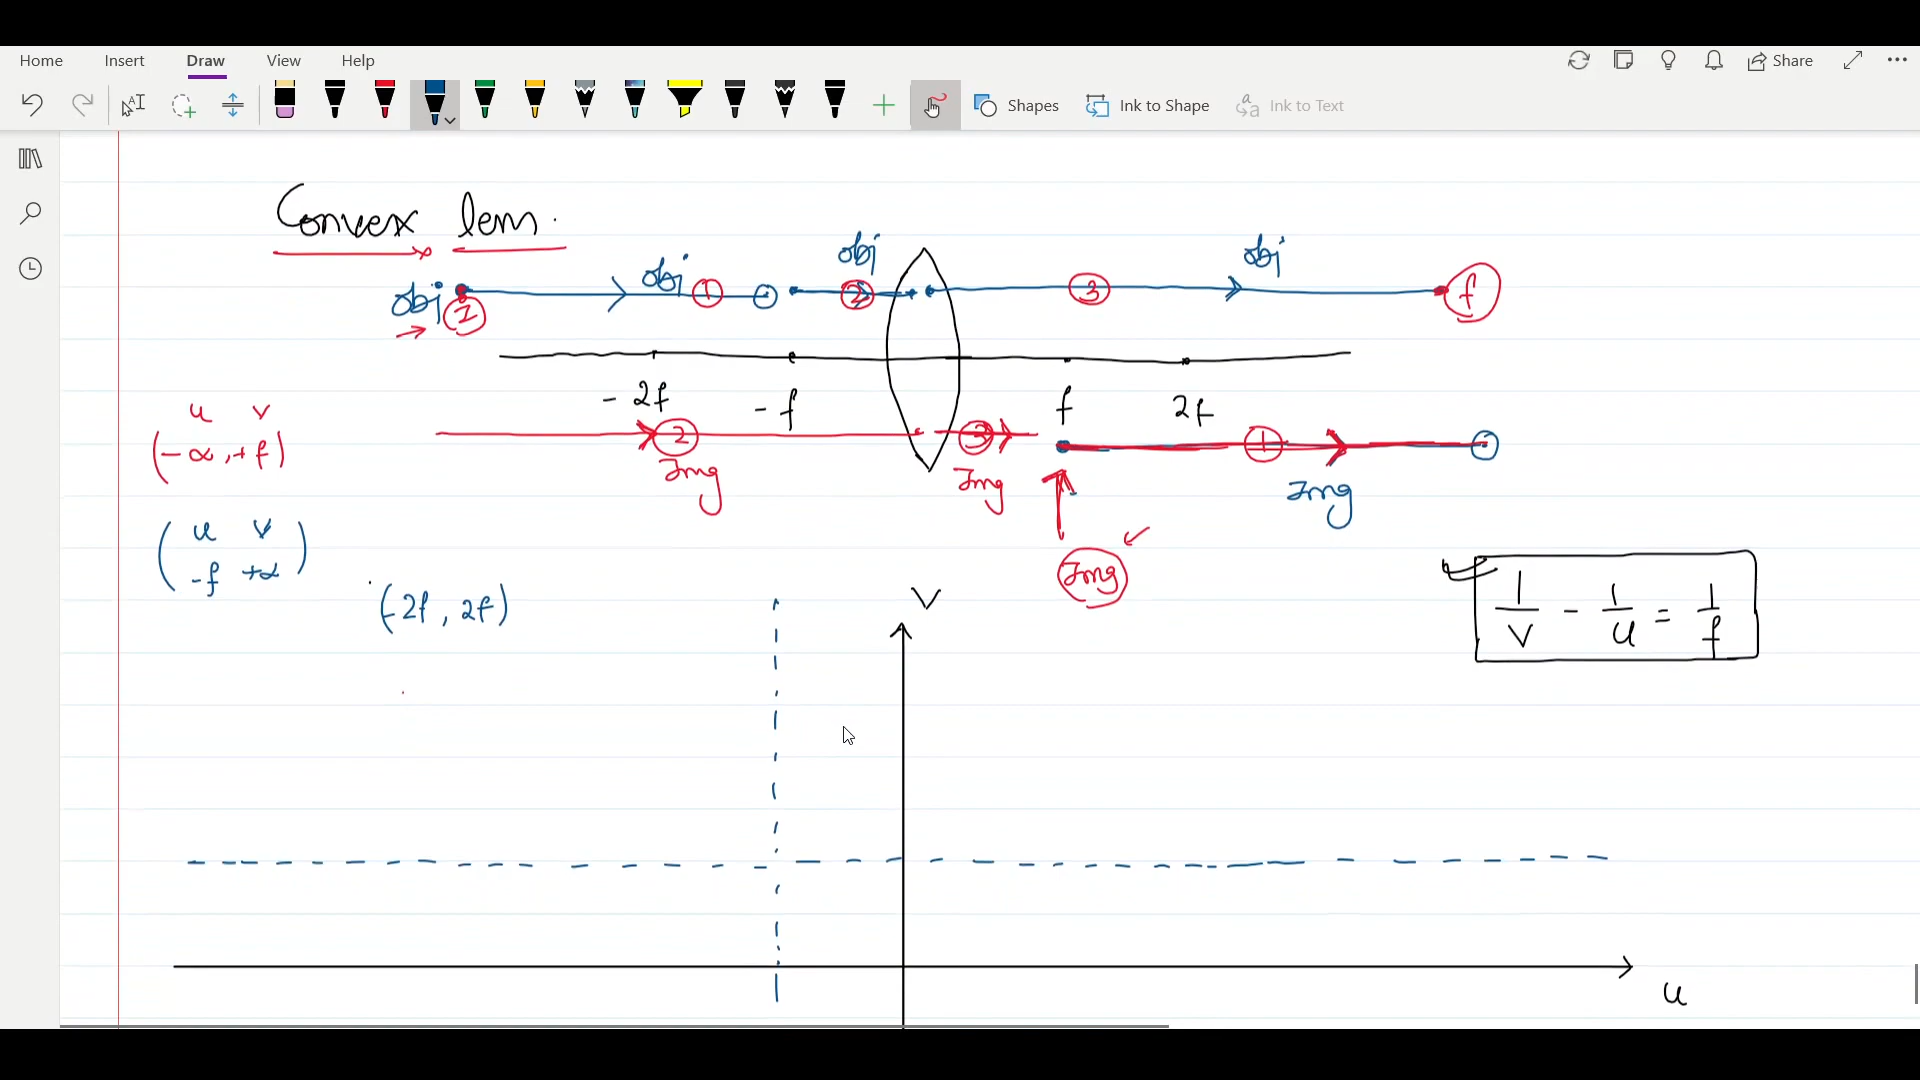 Home Insert Draw View Help Share
Shapes Ink to Shape Ink to Text
Convex lens.
obj obj obj obj
1 2 3
I f
- 2f - f f 2f
u v
(-∝, +f)
2 3 1
Img Img Img
u v
-f +∝
(-2f, 2f)
Img
1/v - 1/u = 1/f
v
u